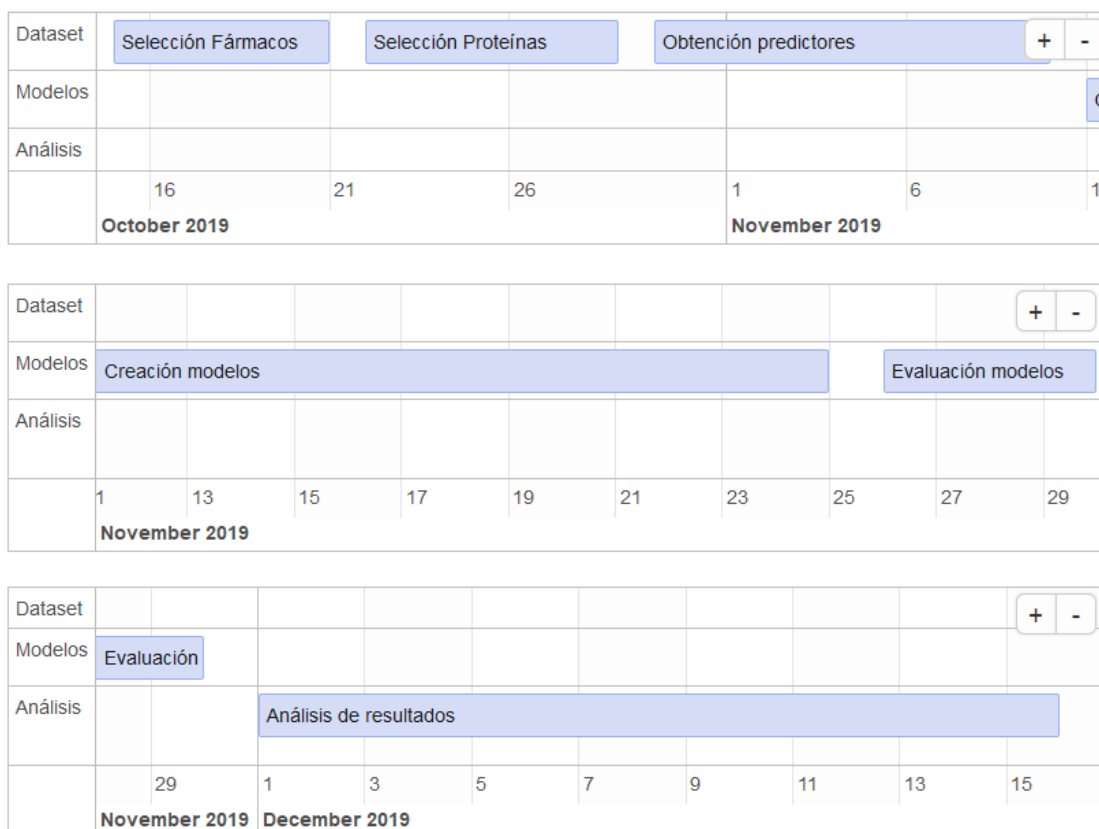 Dataset Selección Fármacos Selección Proteínas Obtención predictores + -
Modelos
Análisis
16 21 26 1 6 1
October 2019 November 2019
Dataset + -
Modelos Creación modelos Evaluación modelos
Análisis
1 13 15 17 19 21 23 25 27 29
November 2019
Dataset + -
Modelos Evaluación
Análisis Análisis de resultados
29 1 3 5 7 9 11 13 15
November 2019 December 2019